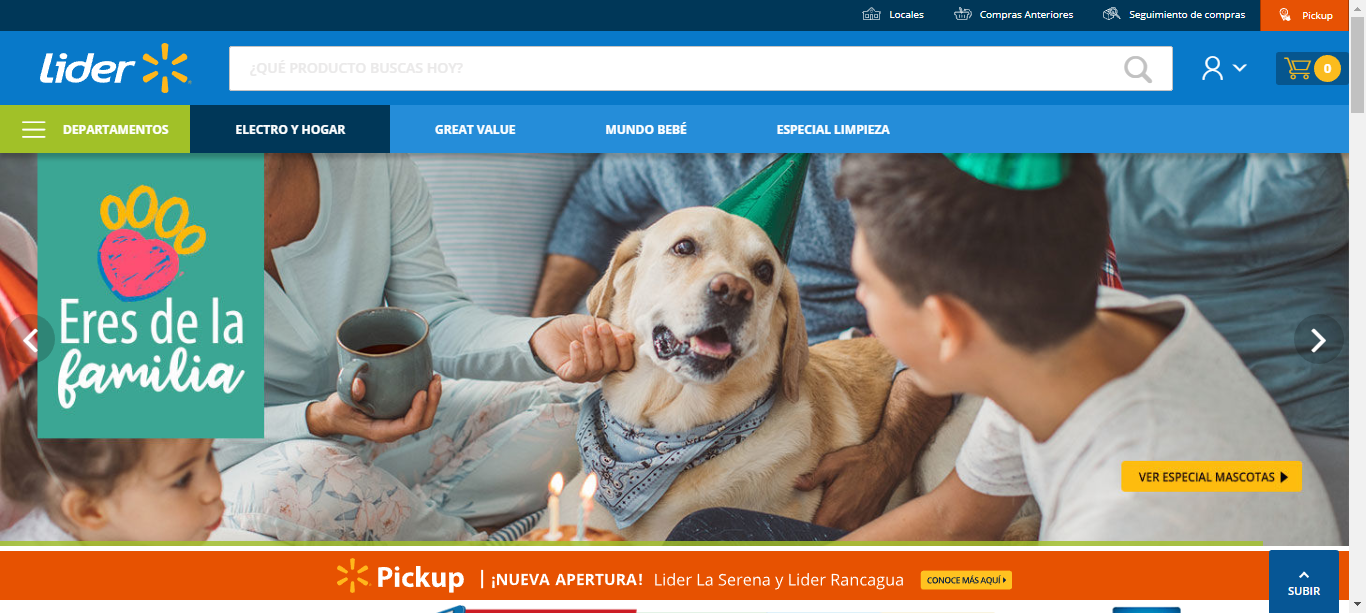 Locales
Compras Anteriores
Seguimiento de compras
Pickup
Lider
¿QUÉ PRODUCTO BUSCAS HOY?
0
DEPARTAMENTOS
ELECTRO Y HOGAR
GREAT VALUE
MUNDO BEBÉ
ESPECIAL LIMPIEZA
Eres de la
familia
VER ESPECIAL MASCOTAS
Pickup | ¡NUEVA APERTURA! Lider La Serena y Lider Rancagua
CONOCE MÁS AQUÍ
SUBIR